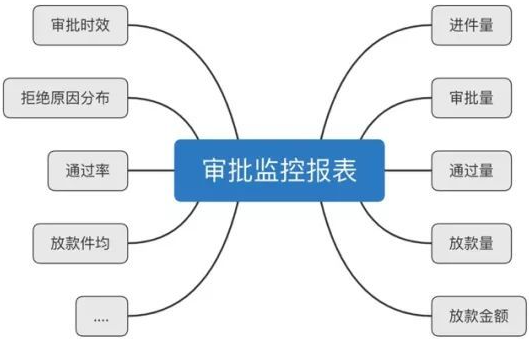 审批时效
进件量
拒绝原因分布
审批量
通过率
审批监控报表
通过量
放款件均
放款量
....
放款金额